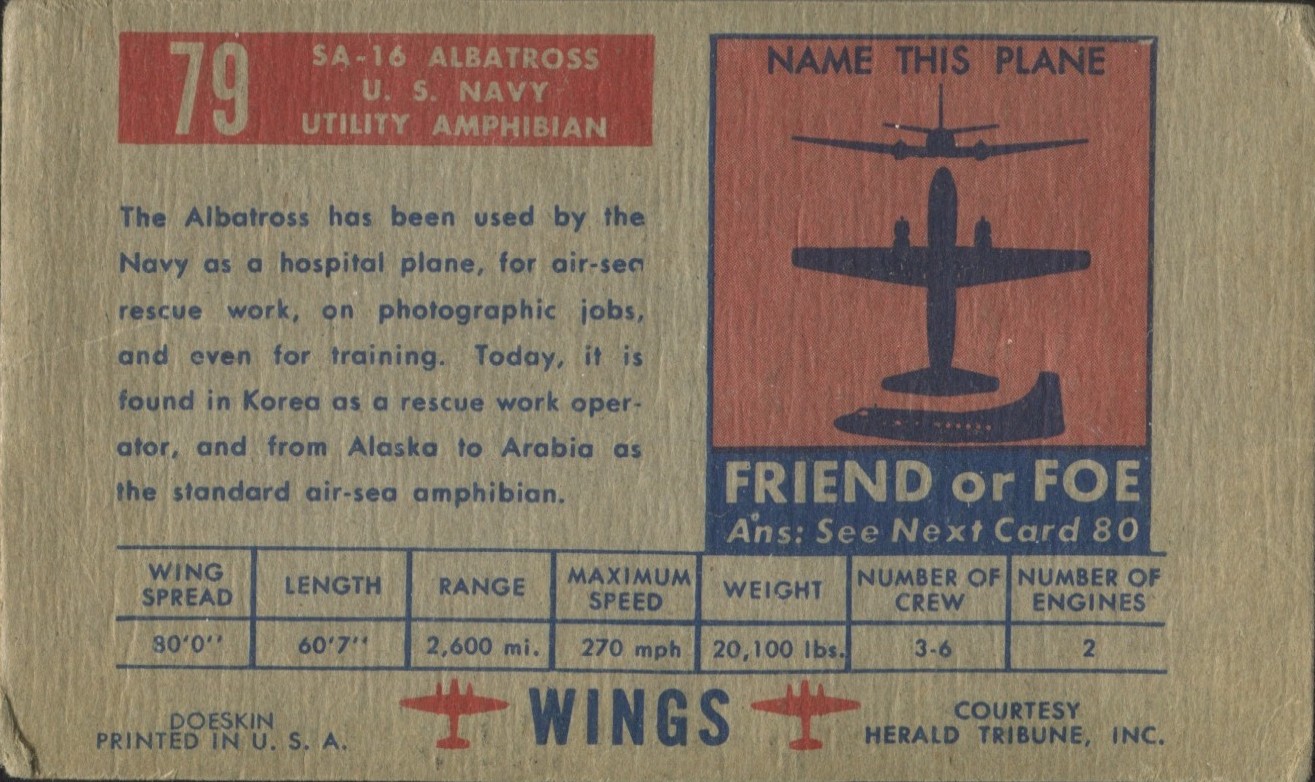 79
SA-16 ALBATROSS
U. S. NAVY
UTILITY AMPHIBIAN
The Albatross has been used by the
Navy as a hospital plane, for air-sea
rescue work, on photographic jobs,
and even for training. Today, it is
found in Korea as a rescue work oper-
ator, and from Alaska to Arabia as
the standard air-sea amphibian.
NAME THIS PLANE
FRIEND or FOE
Ans: See Next Card 80
WING SPREAD
LENGTH
RANGE
MAXIMUM SPEED
WEIGHT
NUMBER OF CREW
NUMBER OF ENGINES
80'0''
60'7''
2,600 mi.
270 mph
20,100 lbs.
3-6
2
DOESKIN
PRINTED IN U. S. A.
WINGS
COURTESY
HERALD TRIBUNE, INC.